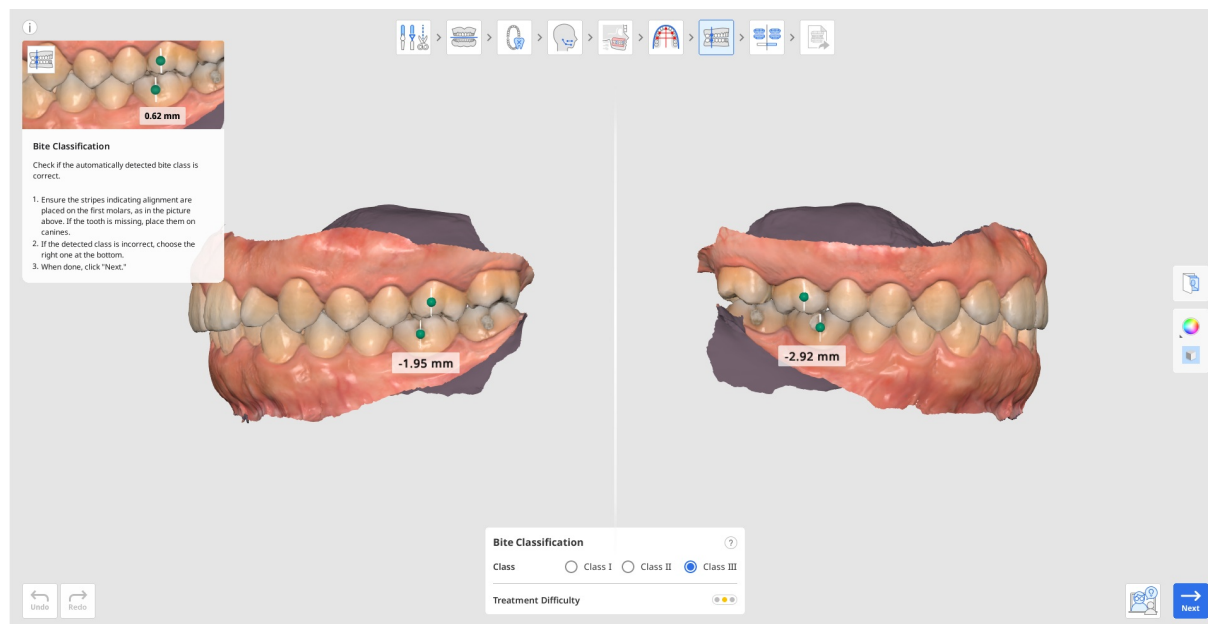 i
0.62 mm
Bite Classification
Check if the automatically detected bite class is
correct.
1. Ensure the stripes indicating alignment are
placed on the first molars, as in the picture
above. If the tooth is missing, place them on
canines.
2. If the detected class is incorrect, choose the
right one at the bottom.
3. When done, click "Next."
-1.95 mm
-2.92 mm
Bite Classification ?
Class Class I Class II Class III
Treatment Difficulty
Undo Redo
Next